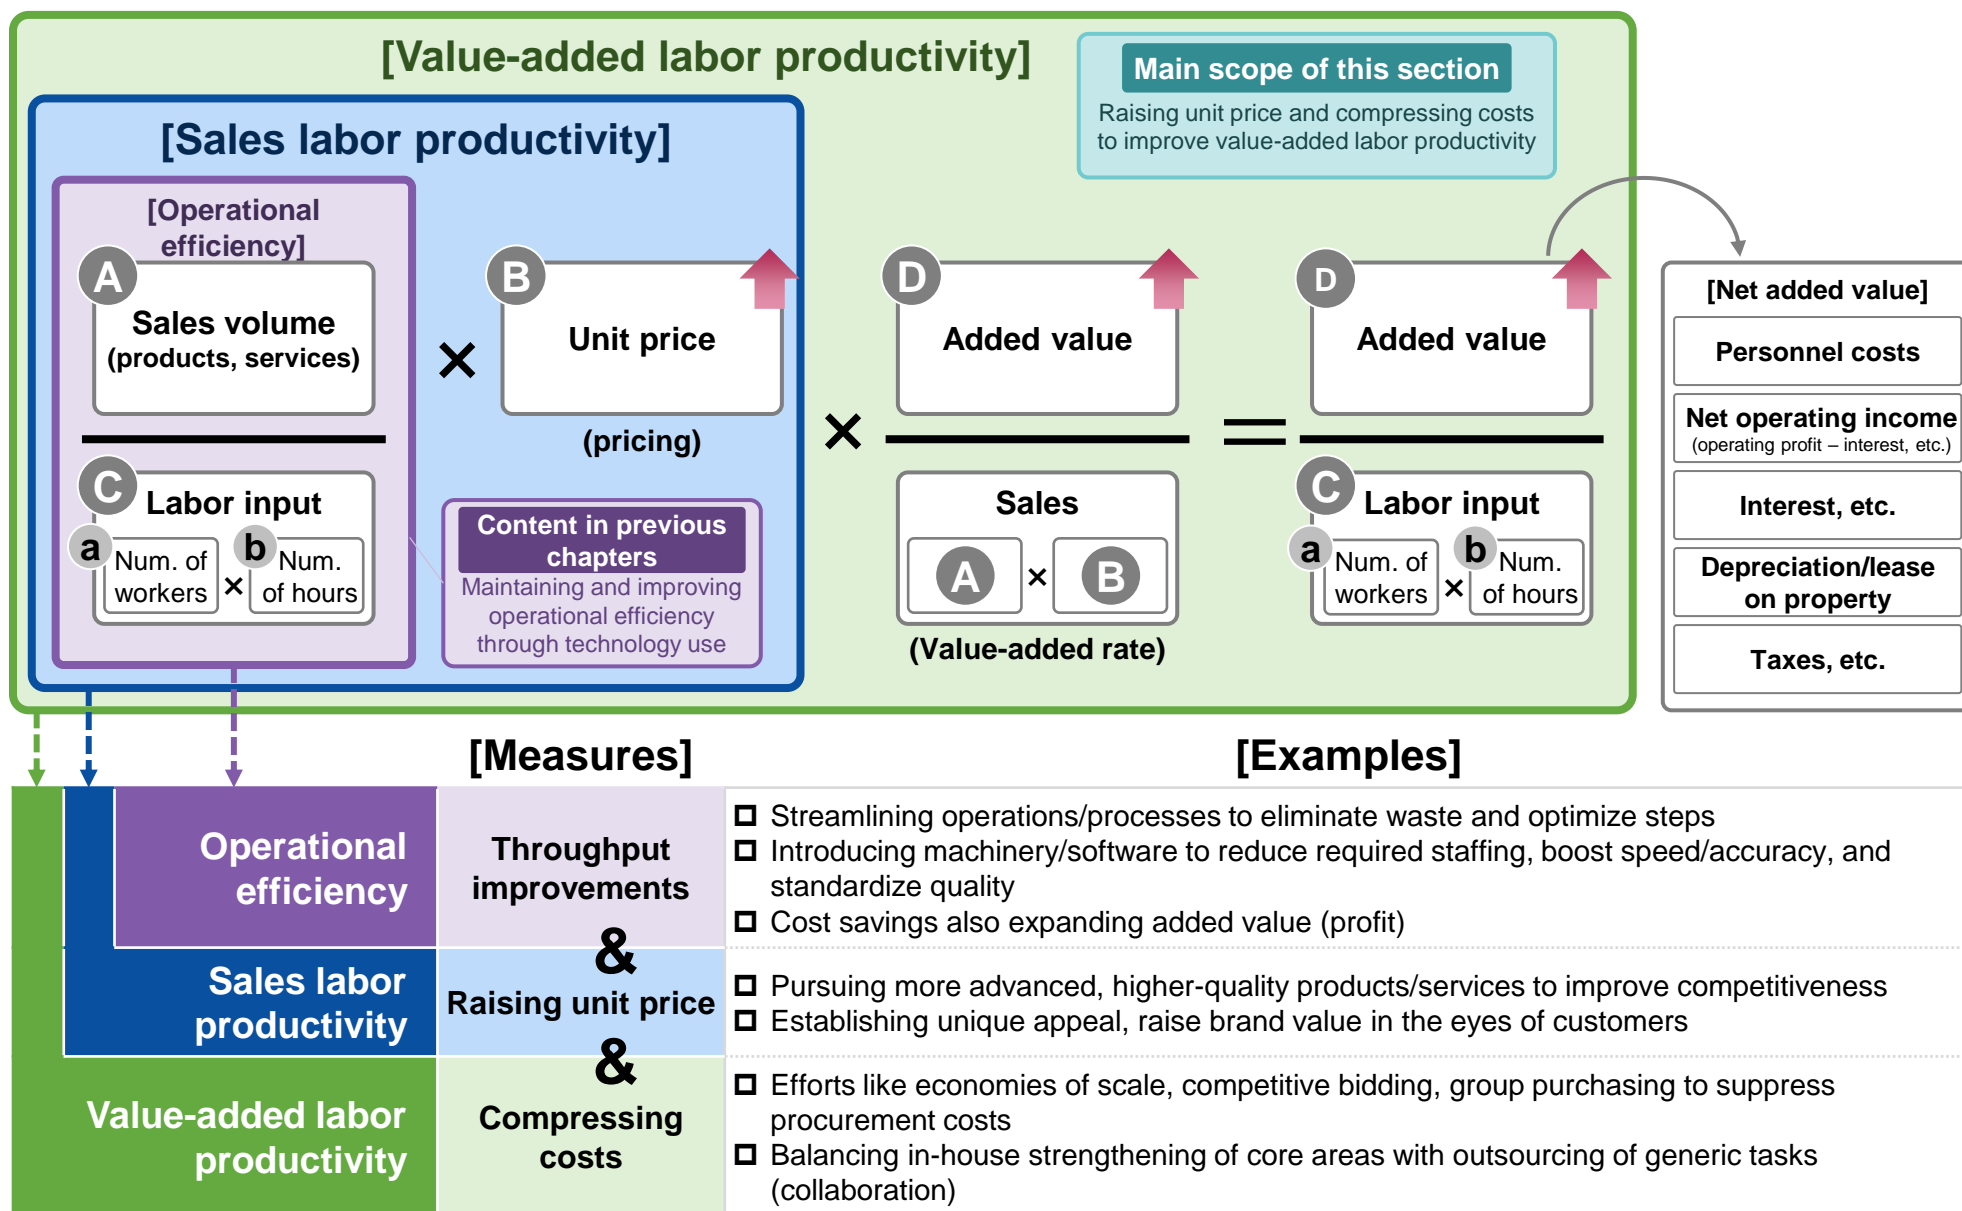 [Value-added labor productivity]
Main scope of this section
Raising unit price and compressing costs
to improve value-added labor productivity
[Sales labor productivity]
[Operational
efficiency]
A
Sales volume
(products, services)
×
B
Unit price
(pricing)
×
D
Added value
=
D
Added value
[Net added value]
Personnel costs
Net operating income
(operating profit – interest, etc.)
Interest, etc.
Depreciation/lease
on property
Taxes, etc.
C
Labor input
a
Num. of
workers
×
b
Num.
of hours
Content in previous
chapters
Maintaining and improving
operational efficiency
through technology use
Sales
A
×
B
(Value-added rate)
C
Labor input
a
Num. of
workers
×
b
Num.
of hours
[Measures]
[Examples]
Operational
efficiency
Throughput
improvements
Streamlining operations/processes to eliminate waste and optimize steps
Introducing machinery/software to reduce required staffing, boost speed/accuracy, and
standardize quality
Cost savings also expanding added value (profit)
&
Sales labor
productivity
Raising unit price
Pursuing more advanced, higher-quality products/services to improve competitiveness
Establishing unique appeal, raise brand value in the eyes of customers
&
Value-added labor
productivity
Compressing
costs
Efforts like economies of scale, competitive bidding, group purchasing to suppress
procurement costs
Balancing in-house strengthening of core areas with outsourcing of generic tasks
(collaboration)